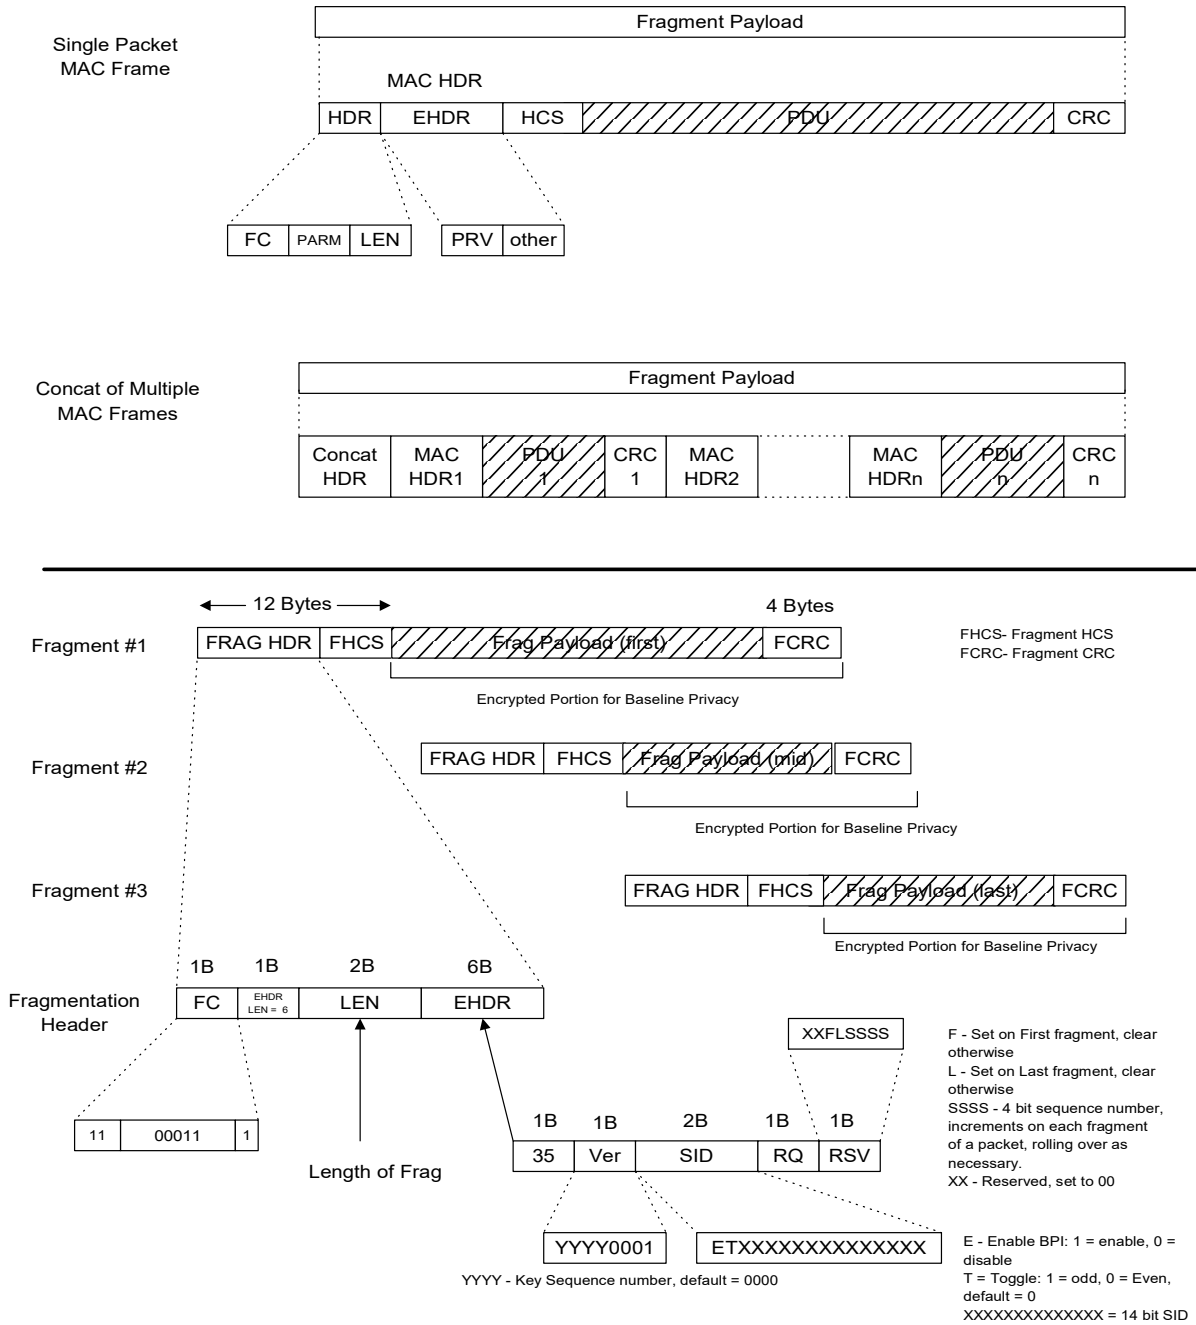 Fragment Payload
Single Packet
MAC Frame
MAC HDR
HDR EHDR HCS PDU CRC
FC PARM LEN PRV other
Fragment Payload
Concat of Multiple
MAC Frames
Concat HDR MAC HDR1 PDU 1 CRC 1 MAC HDR2 MAC HDRn PDU n CRC n
12 Bytes 4 Bytes
Fragment #1 FRAG HDR FHCS Frag Payload (first) FCRC
FHCS- Fragment HCS
FCRC- Fragment CRC
Encrypted Portion for Baseline Privacy
Fragment #2 FRAG HDR FHCS Frag Payload (mid) FCRC
Encrypted Portion for Baseline Privacy
Fragment #3 FRAG HDR FHCS Frag Payload (last) FCRC
Encrypted Portion for Baseline Privacy
1B 1B 2B 6B
Fragmentation
Header
FC EHDR LEN = 6 LEN EHDR
XXFLSSSS
F - Set on First fragment, clear
otherwise
L - Set on Last fragment, clear
otherwise
SSSS - 4 bit sequence number,
increments on each fragment
of a packet, rolling over as
necessary.
XX - Reserved, set to 00
11 00011 1
Length of Frag
1B 1B 2B 1B 1B
35 Ver SID RQ RSV
YYYY0001 ETXXXXXXXXXXXXXX
YYYY - Key Sequence number, default = 0000
E - Enable BPI: 1 = enable, 0 =
disable
T = Toggle: 1 = odd, 0 = Even,
default = 0
XXXXXXXXXXXXXX = 14 bit SID